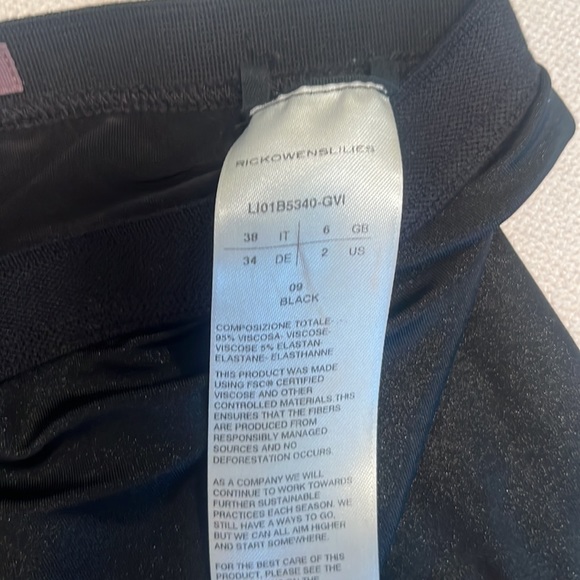 RICKOWENSLILIES
LI01B5340-GVI
38 IT 6 GB
34 DE 2 US
09
BLACK
COMPOSIZIONE TOTALE-
95% VISCOSA- VISCOSE-
VISCOSE 5% ELASTAN-
ELASTANE- ELASTHANNE
THIS PRODUCT WAS MADE
USING FSC® CERTIFIED
VISCOSE AND OTHER
CONTROLLED MATERIALS.THIS
ENSURES THAT THE FIBERS
ARE PRODUCED FROM
RESPONSIBLY MANAGED
SOURCES AND NO
DEFORESTATION OCCURS.
AS A COMPANY WE WILL
CONTINUE TO WORK TOWARDS
FURTHER SUSTAINABLE
PRACTICES EACH SEASON. WE
STILL HAVE A WAYS TO GO,
BUT WE CAN ALL AIM HIGHER
AND START SOMEWHERE.
FOR THE BEST CARE OF THIS
PRODUCT, PLEASE SEE THE
ON THE